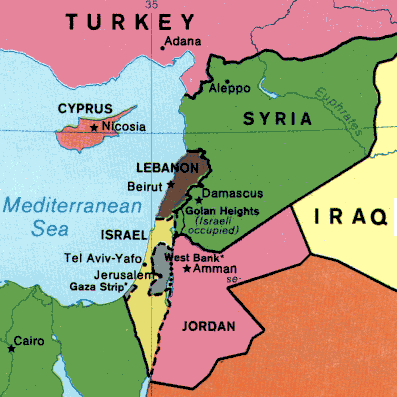 35
TURKEY
Adana
Aleppo
CYPRUS
Nicosia
SYRIA
Euphrates
LEBANON
Beirut
Damascus
Mediterranean
Sea
Golan Heights
(Israeli
occupied)
ISRAEL
IRAQ
Tel Aviv-Yafo
West Bank*
Jerusalem
Amman
Gaza Strip*
se-
JORDAN
Cairo